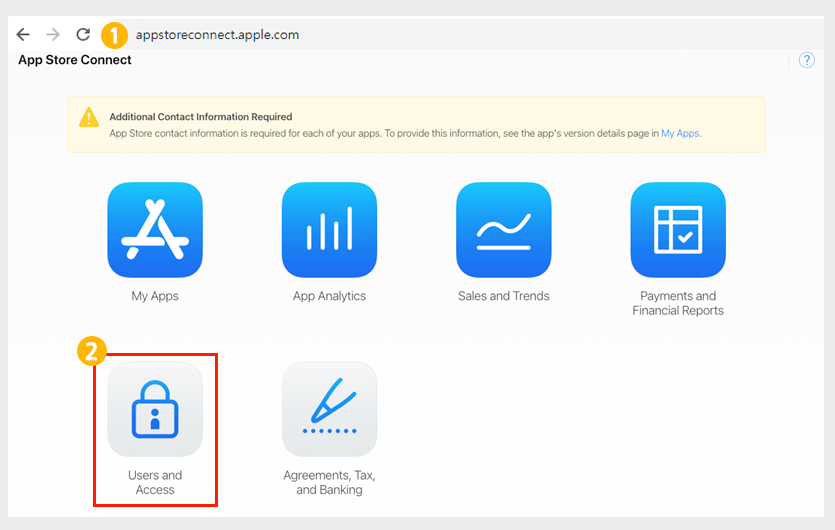 1 appstoreconnect.apple.com
App Store Connect
?
Additional Contact Information Required
App Store contact information is required for each of your apps. To provide this information, see the app's version details page in My Apps.
My Apps
App Analytics
Sales and Trends
Payments and
Financial Reports
2
Users and
Access
Agreements, Tax,
and Banking